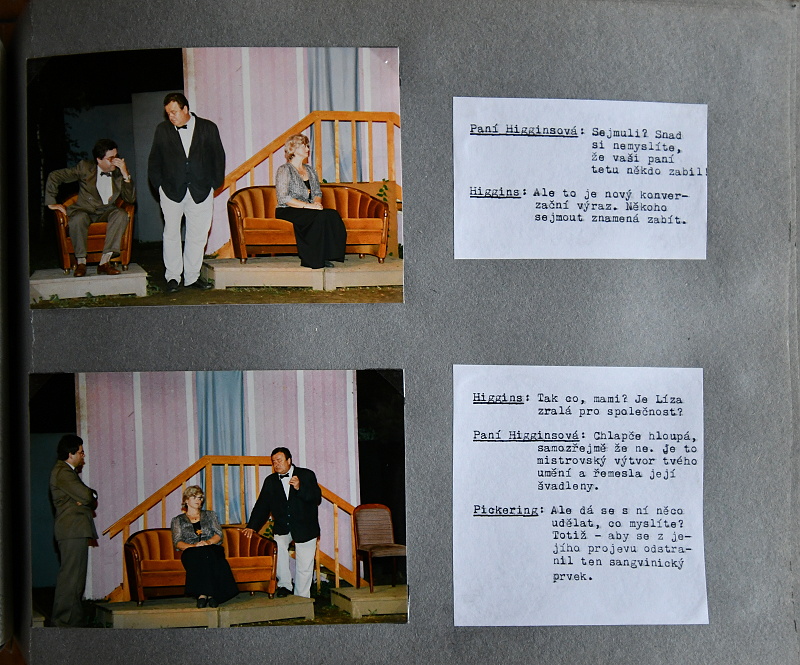 Paní Higginsová: Sejmuli? Snad
si nemyslíte,
že vaši paní
tetu někdo zabil!
Higgins: Ale to je nový konver-
zační výraz. Někoho
sejmout znamená zabít.
Higgins: Tak co, mami? Je Líza
zralá pro společnost?
Paní Higginsová: Chlapče hloupá,
samozřejmě že ne. Je to
mistrovský výtvor tvého
umění a řemesla její
švadleny.
Pickering: Ale dá se s ní něco
udělat, co myslíte?
Totiž - aby se z je-
jího projevu odstra-
nil ten sangvinický
prvek.